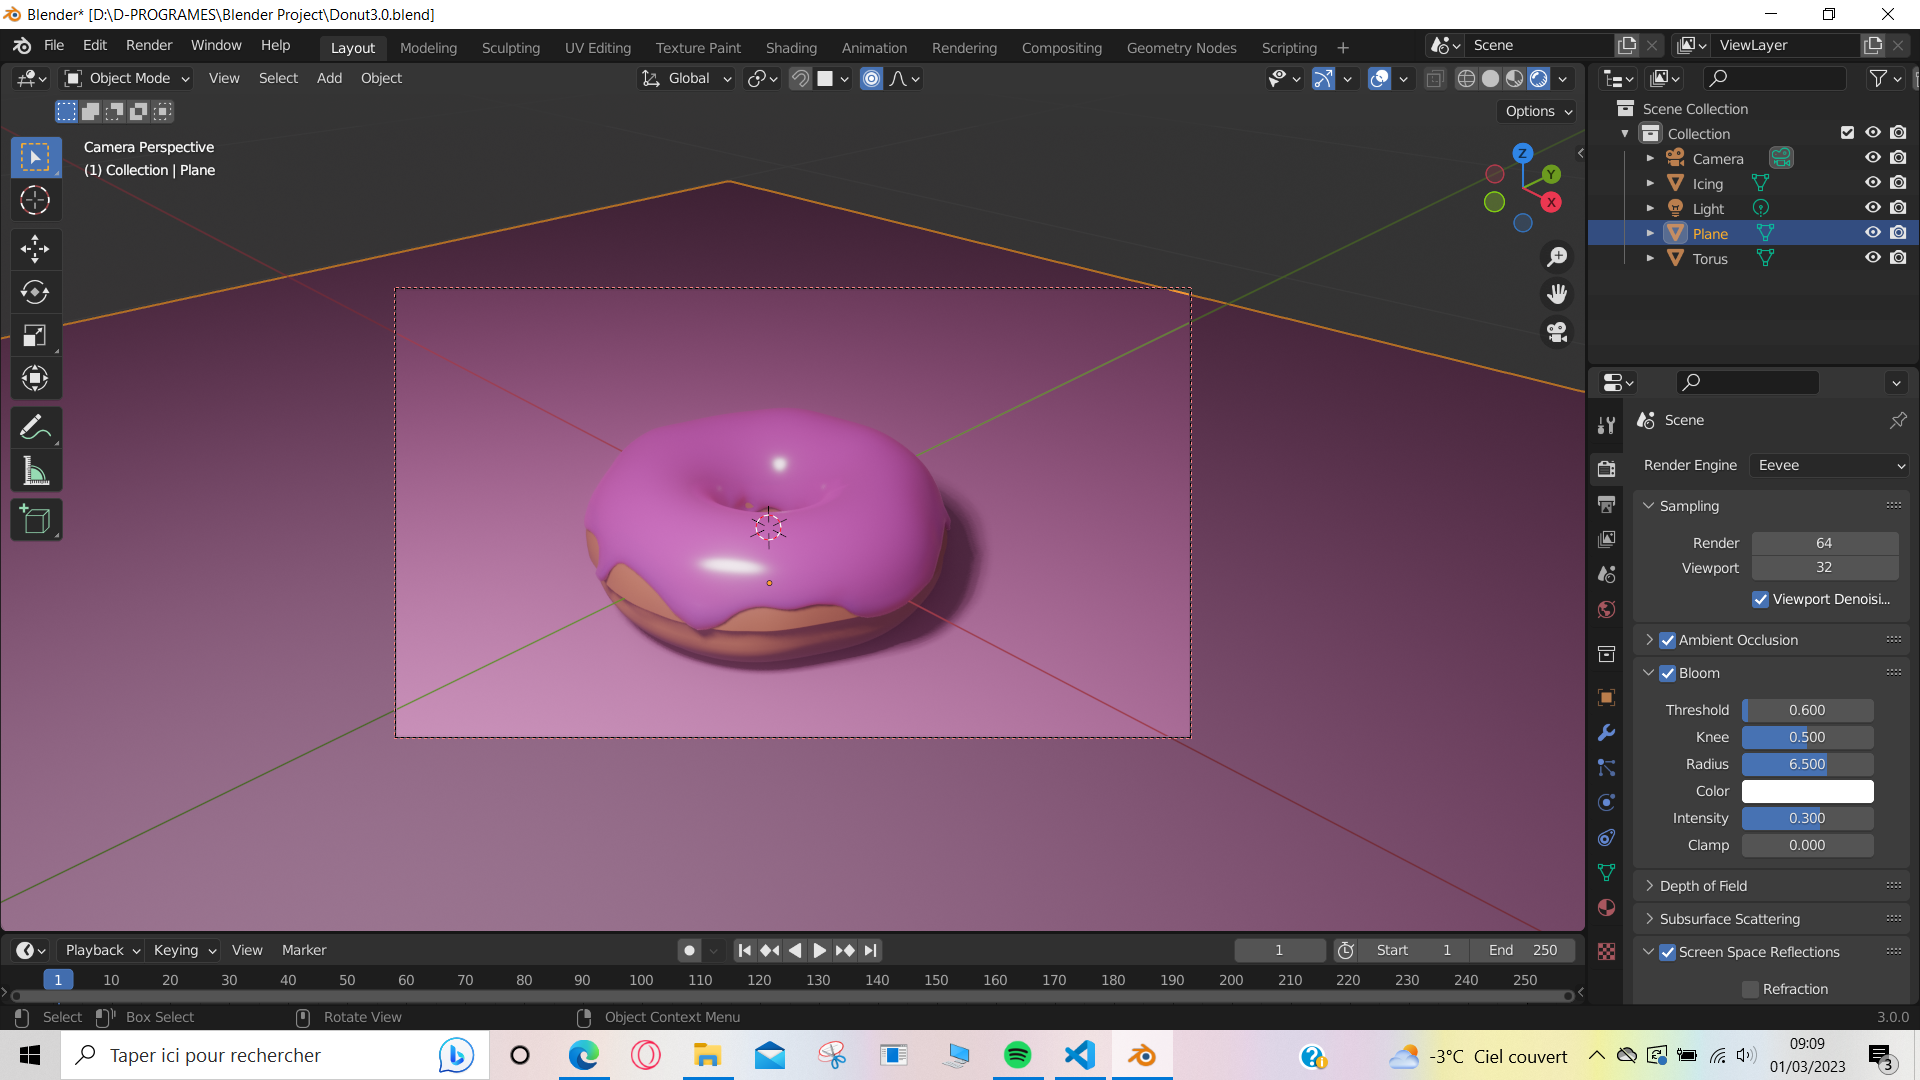 Blender* [D:\D-PROGRAMES\Blender Project\Donut3.0.blend]
File Edit Render Window Help Layout Modeling Sculpting UV Editing Texture Paint Shading Animation Rendering Compositing Geometry Nodes Scripting + Scene ViewLayer
Object Mode View Select Add Object Global
Options
Camera Perspective
(1) Collection | Plane
Z
Y
X
Scene Collection
Collection
Camera
Icing
Light
Plane
Torus
Scene
Render Engine Eevee
Sampling
Render 64
Viewport 32
Viewport Denoisi...
Ambient Occlusion
Bloom
Threshold 0.600
Knee 0.500
Radius 6.500
Color
Intensity 0.300
Clamp 0.000
Depth of Field
Subsurface Scattering
Screen Space Reflections
Refraction
Playback Keying View Marker 1 Start 1 End 250
1 10 20 30 40 50 60 70 80 90 100 110 120 130 140 150 160 170 180 190 200 210 220 230 240 250
Select Box Select Rotate View Object Context Menu 3.0.0
Taper ici pour rechercher -3°C Ciel couvert 09:09
01/03/2023 3